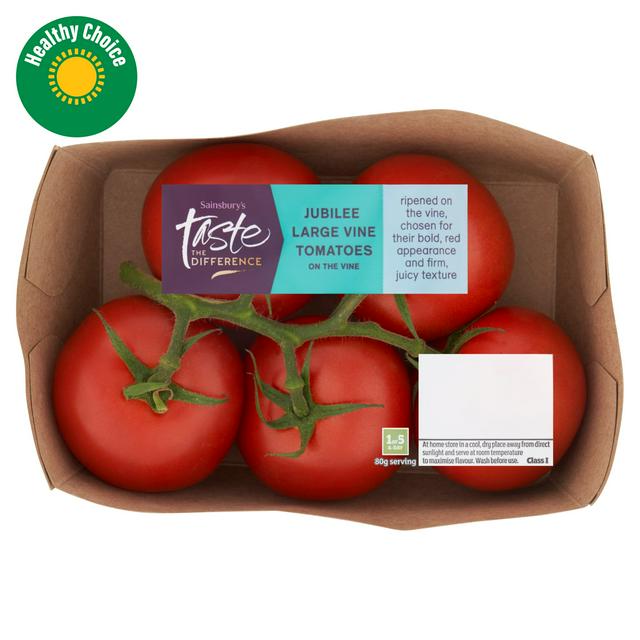 Healthy Choice
Sainsbury's
taste
THE
DIFFERENCE
JUBILEE
LARGE VINE
TOMATOES
ON THE VINE
ripened on
the vine,
chosen for
their bold, red
appearance
and firm,
juicy texture
1 OF 5
A-DAY
80g serving
At home store in a cool, dry place away from direct
sunlight and serve at room temperature
to maximise flavour. Wash before use. Class I